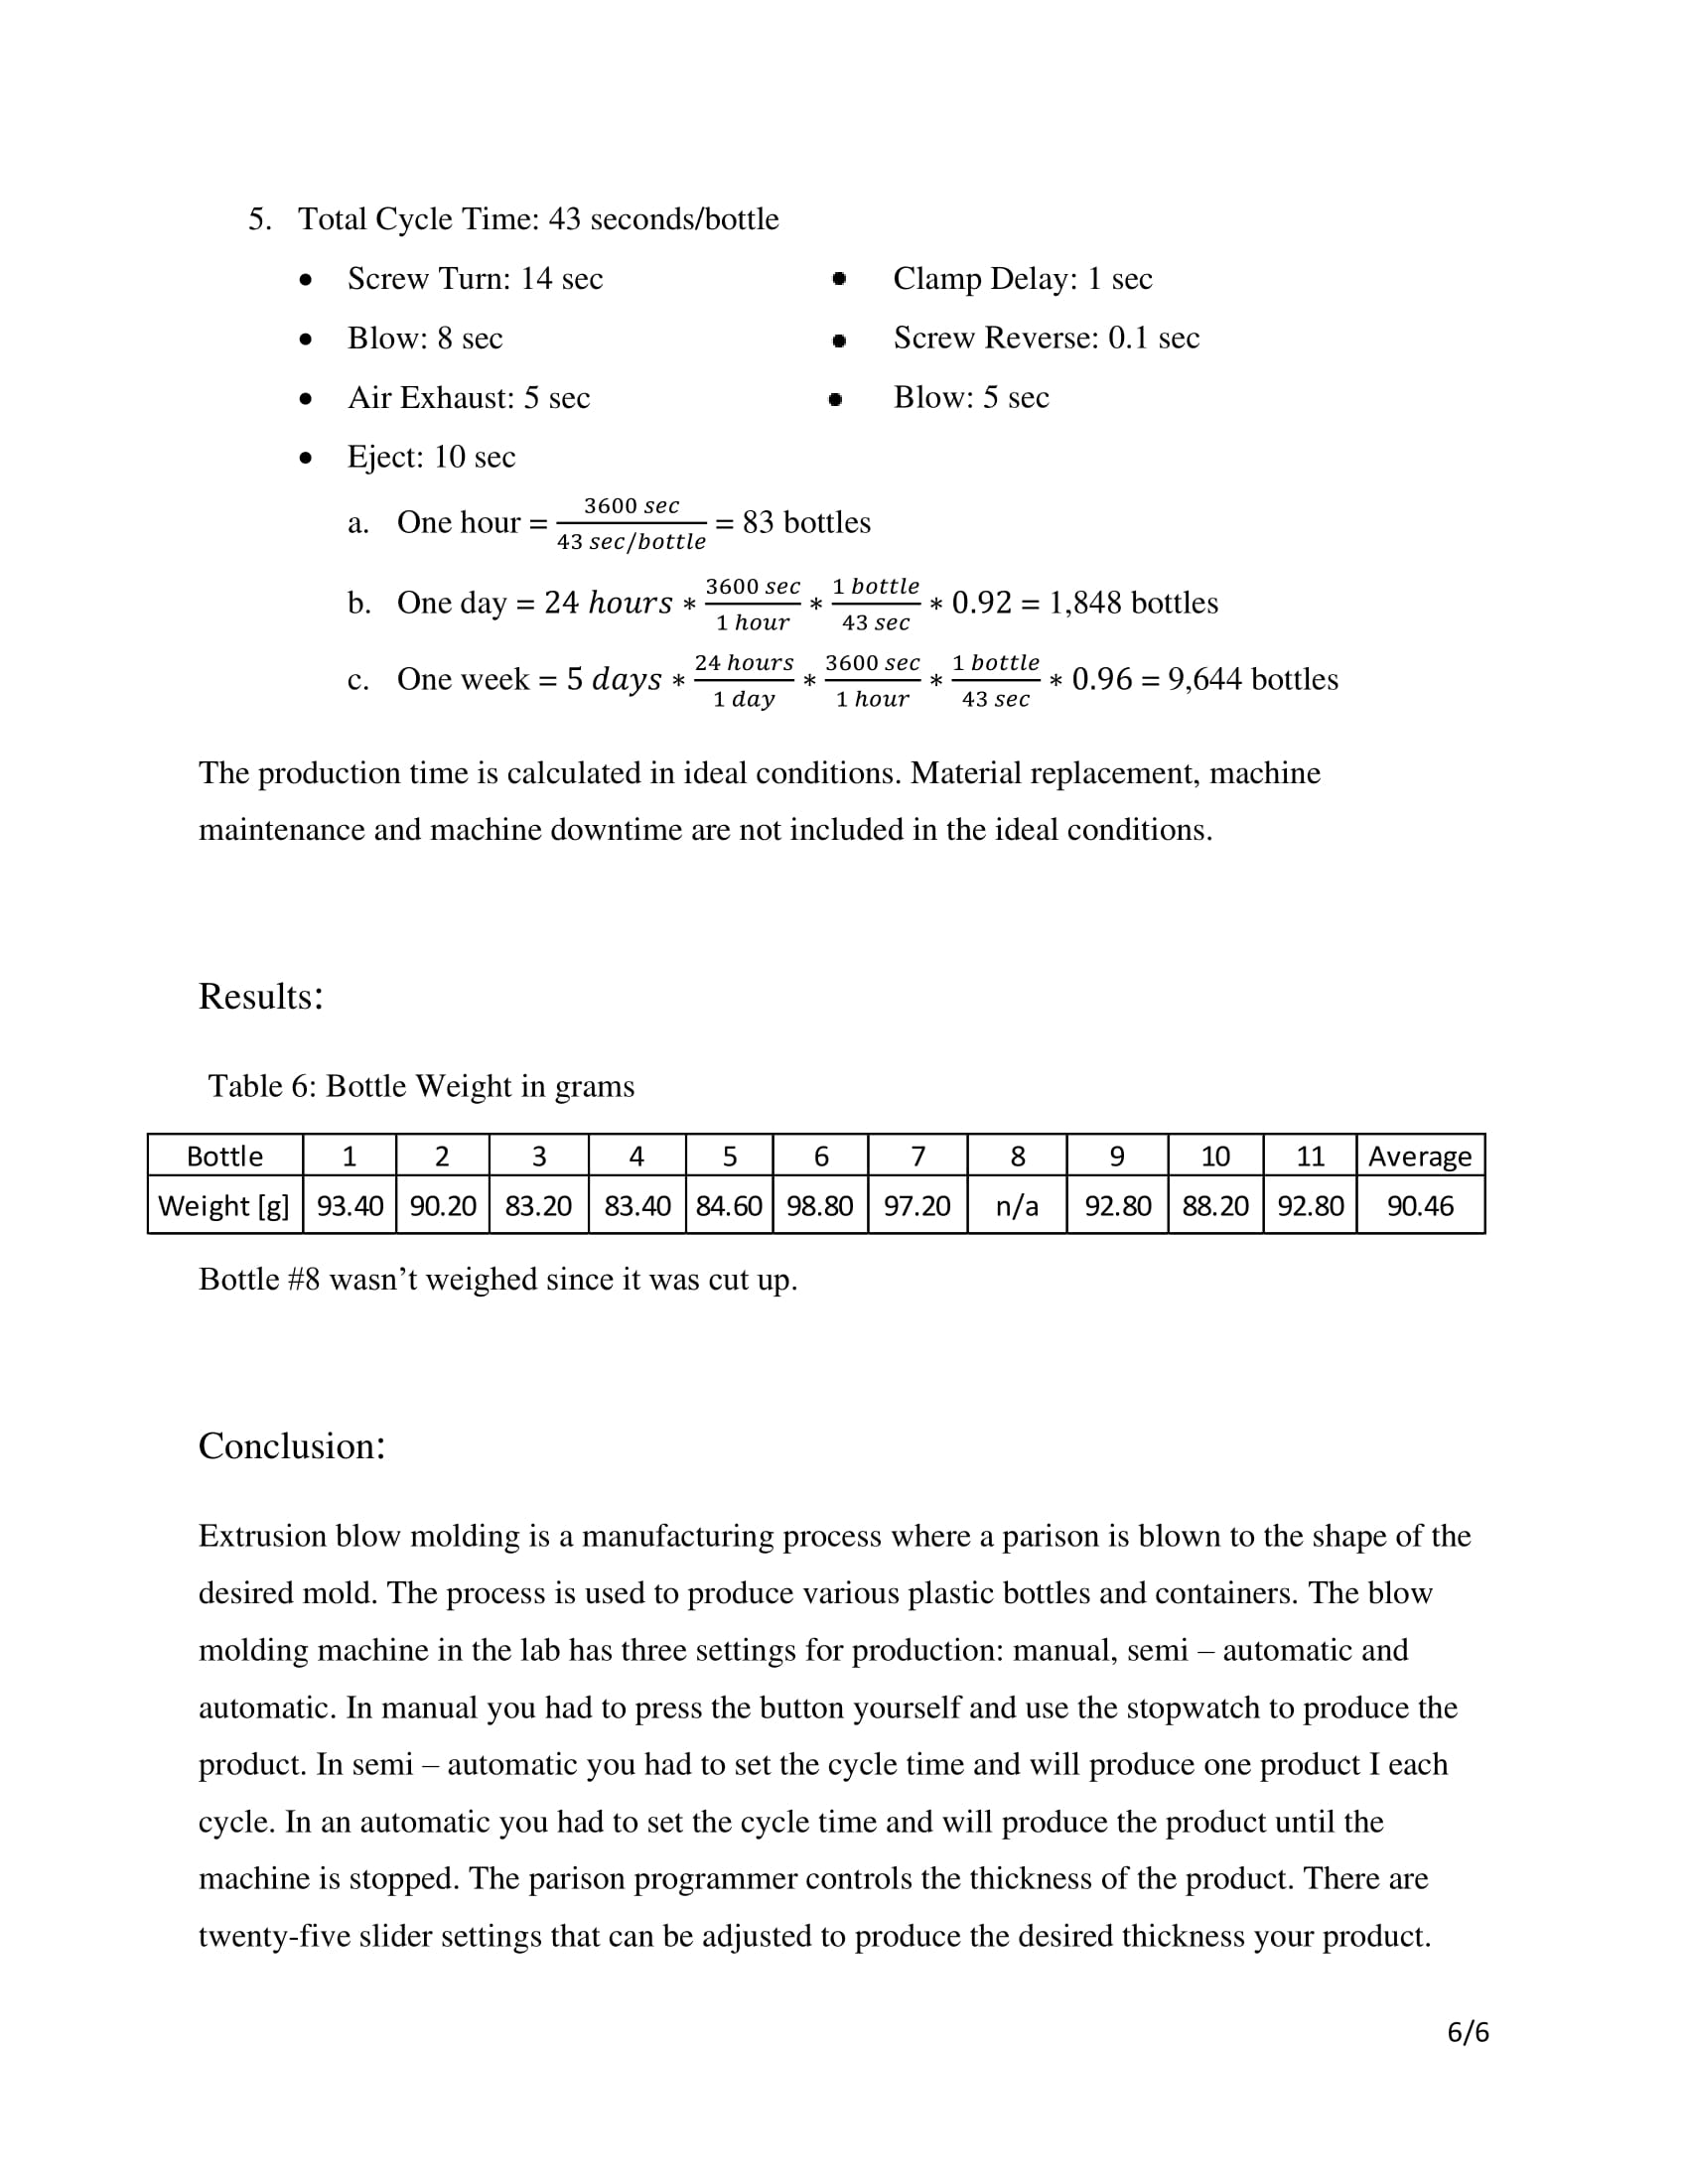 5. Total Cycle Time: 43 seconds/bottle
• Screw Turn: 14 sec
• Blow: 8 sec
• Air Exhaust: 5 sec
• Eject: 10 sec
• Clamp Delay: 1 sec
• Screw Reverse: 0.1 sec
• Blow: 5 sec
a. One hour = 3600 sec / 43 sec/bottle = 83 bottles
b. One day = 24 hours * 3600 sec / 1 hour * 1 bottle / 43 sec * 0.92 = 1,848 bottles
c. One week = 5 days * 24 hours / 1 day * 3600 sec / 1 hour * 1 bottle / 43 sec * 0.96 = 9,644 bottles
The production time is calculated in ideal conditions. Material replacement, machine
maintenance and machine downtime are not included in the ideal conditions.
Results:
Table 6: Bottle Weight in grams
Bottle 1 2 3 4 5 6 7 8 9 10 11 Average
Weight [g] 93.40 90.20 83.20 83.40 84.60 98.80 97.20 n/a 92.80 88.20 92.80 90.46
Bottle #8 wasn’t weighed since it was cut up.
Conclusion:
Extrusion blow molding is a manufacturing process where a parison is blown to the shape of the
desired mold. The process is used to produce various plastic bottles and containers. The blow
molding machine in the lab has three settings for production: manual, semi – automatic and
automatic. In manual you had to press the button yourself and use the stopwatch to produce the
product. In semi – automatic you had to set the cycle time and will produce one product I each
cycle. In an automatic you had to set the cycle time and will produce the product until the
machine is stopped. The parison programmer controls the thickness of the product. There are
twenty-five slider settings that can be adjusted to produce the desired thickness your product.
6/6